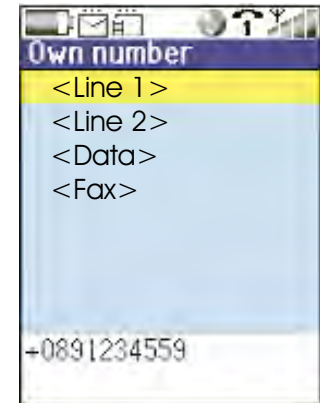 Own number
<Line 1>
<Line 2>
<Data>
<Fax>
+0891234559